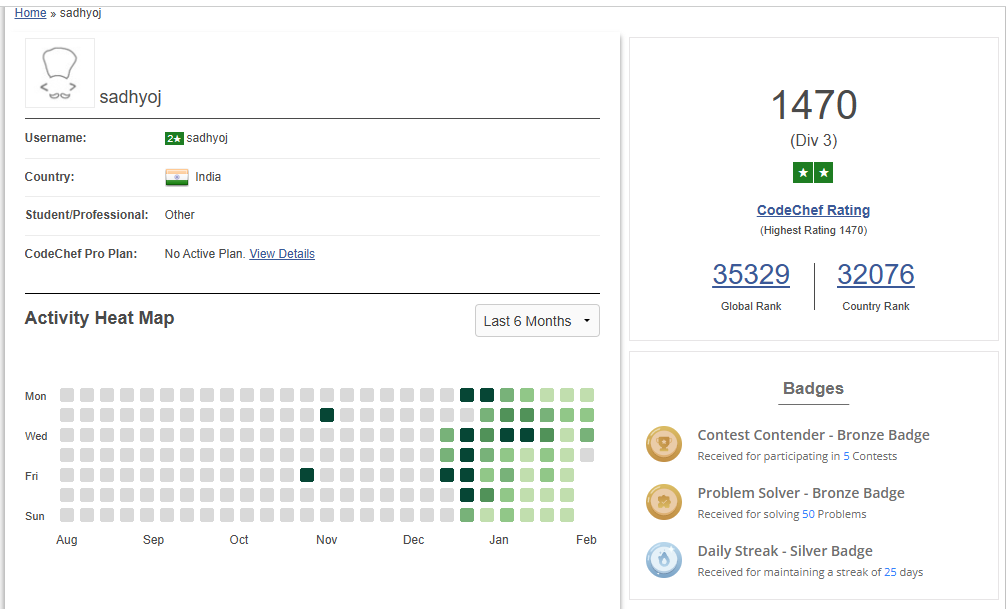 Home » sadhyoj
sadhyoj
Username: 2★ sadhyoj
Country: India
Student/Professional: Other
CodeChef Pro Plan: No Active Plan. View Details
Activity Heat Map
Last 6 Months
Mon
Wed
Fri
Sun
Aug Sep Oct Nov Dec Jan Feb
1470
(Div 3)
★★
CodeChef Rating
(Highest Rating 1470)
35329 32076
Global Rank Country Rank
Badges
Contest Contender - Bronze Badge
Received for participating in 5 Contests
Problem Solver - Bronze Badge
Received for solving 50 Problems
Daily Streak - Silver Badge
Received for maintaining a streak of 25 days